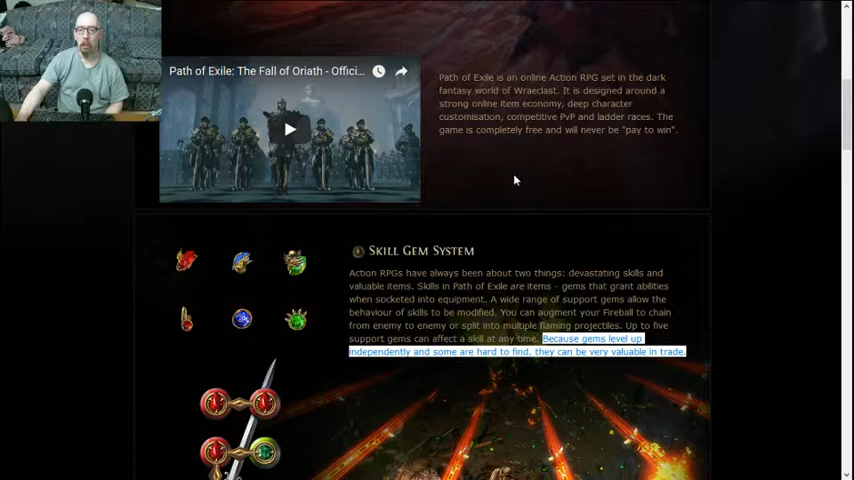 Path of Exile: The Fall of Oriath - Offici...
Path of Exile is an online Action RPG set in the dark
fantasy world of Wraeclast. It is designed around a
strong online item economy, deep character
customisation, competitive PvP and ladder races. The
game is completely free and will never be "pay to win".
Skill Gem System
Action RPGs have always been about two things: devastating skills and
valuable items. Skills in Path of Exile are items - gems that grant abilities
when socketed into equipment. A wide range of support gems allow the
behaviour of skills to be modified. You can augment your Fireball to chain
from enemy to enemy or split into multiple flaming projectiles. Up to five
support gems can affect a skill at any time. Because gems level up
independently and some are hard to find, they can be very valuable in trade.